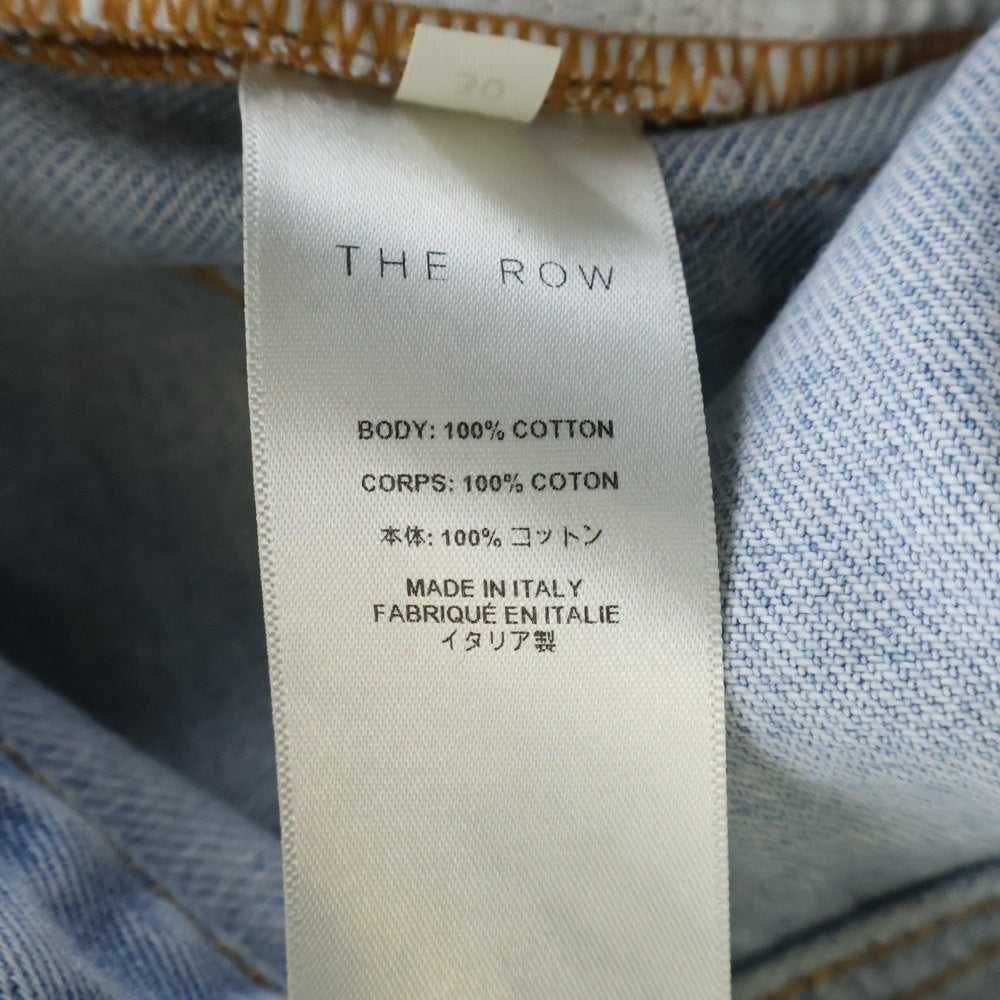 30
THE ROW
BODY: 100% COTTON
CORPS: 100% COTON
本体: 100% コットン
MADE IN ITALY
FABRIQUÉ EN ITALIE
イタリア製